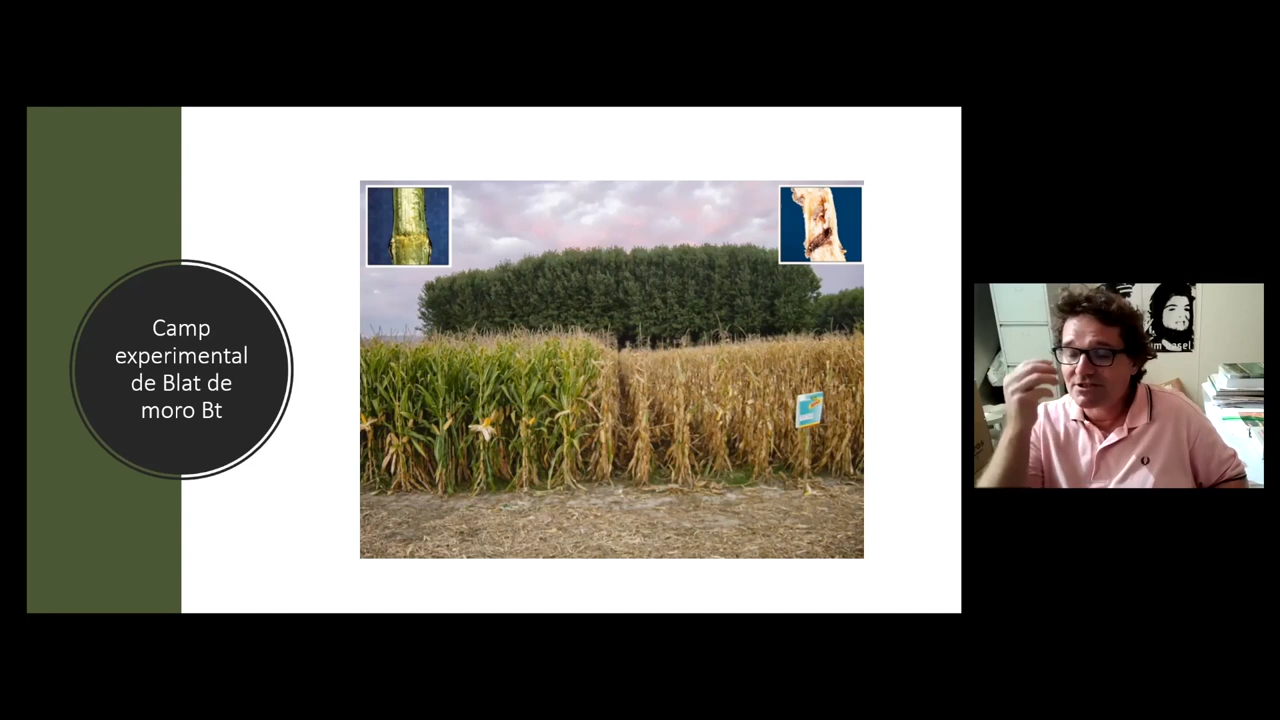 Camp
experimental
de Blat de
moro Bt